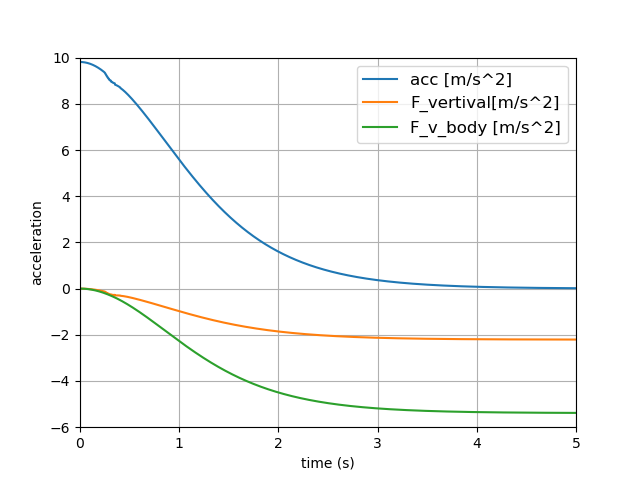 10
8
6
4
2
0
−2
−4
−6
acceleration
acc [m/s^2]
F_vertival[m/s^2]
F_v_body [m/s^2]
0 1 2 3 4 5
time (s)